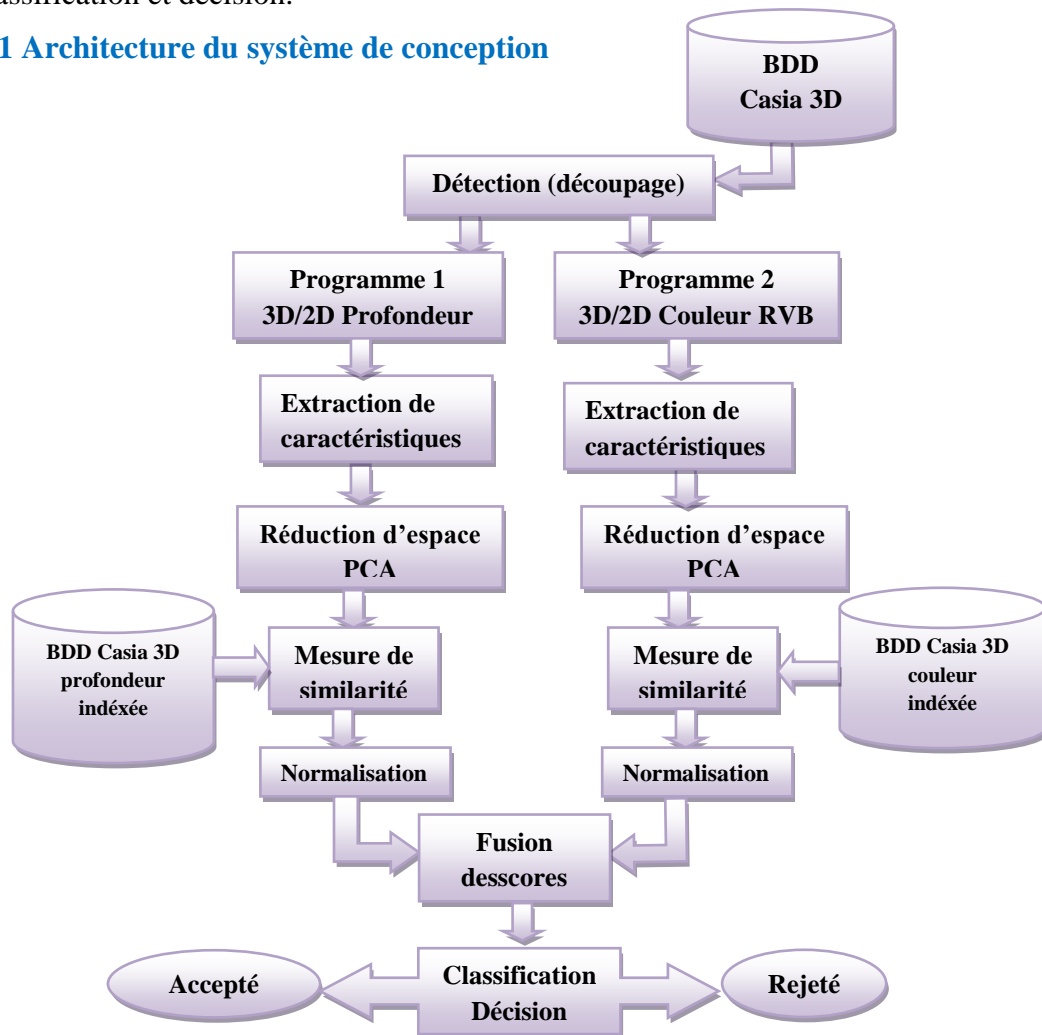 assification et décision.
1 Architecture du système de conception
BDD
Casia 3D
Détection (découpage)
Programme 1
3D/2D Profondeur
Programme 2
3D/2D Couleur RVB
Extraction de
caractéristiques
Extraction de
caractéristiques
Réduction d’espace
PCA
Réduction d’espace
PCA
BDD Casia 3D
profondeur
indéxée
Mesure de
similarité
Mesure de
similarité
BDD Casia 3D
couleur
indéxée
Normalisation
Normalisation
Fusion
desscores
Accepté
Classification
Décision
Rejeté